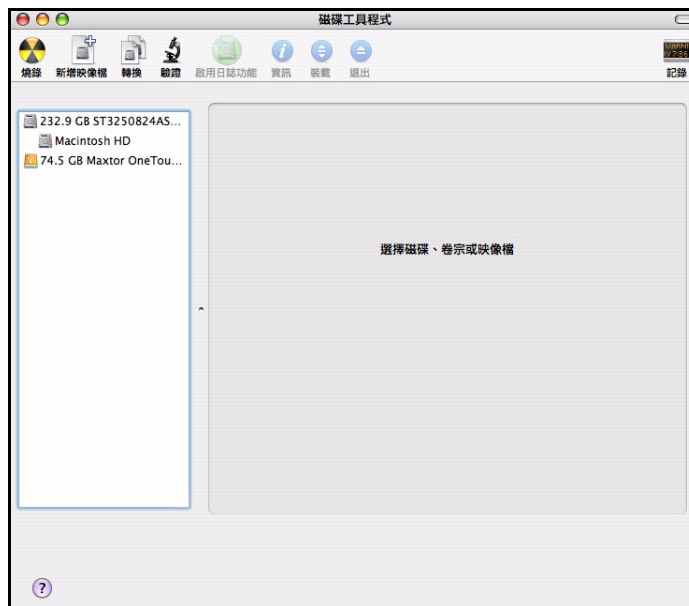 磁碟工具程式
燒錄 新增映像檔 轉換 驗證 啟用日誌功能 資訊 裝載 退出 記錄
232.9 GB ST3250824AS...
Macintosh HD
74.5 GB Maxtor OneTou...
選擇磁碟、卷宗或映像檔
?